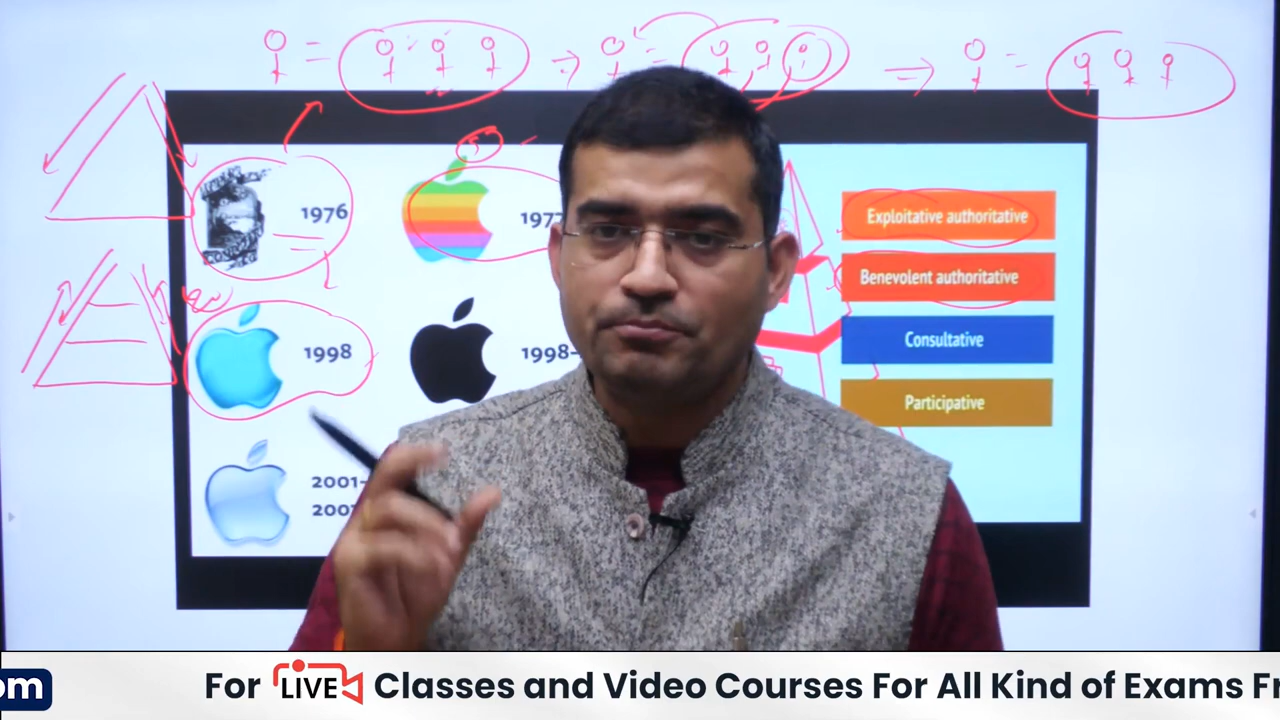 1976
1977
Exploitative authoritative
Benevolent authoritative
1998
1998-
Consultative
Participative
2001-
200
om
For LIVE Classes and Video Courses For All Kind of Exams Fr